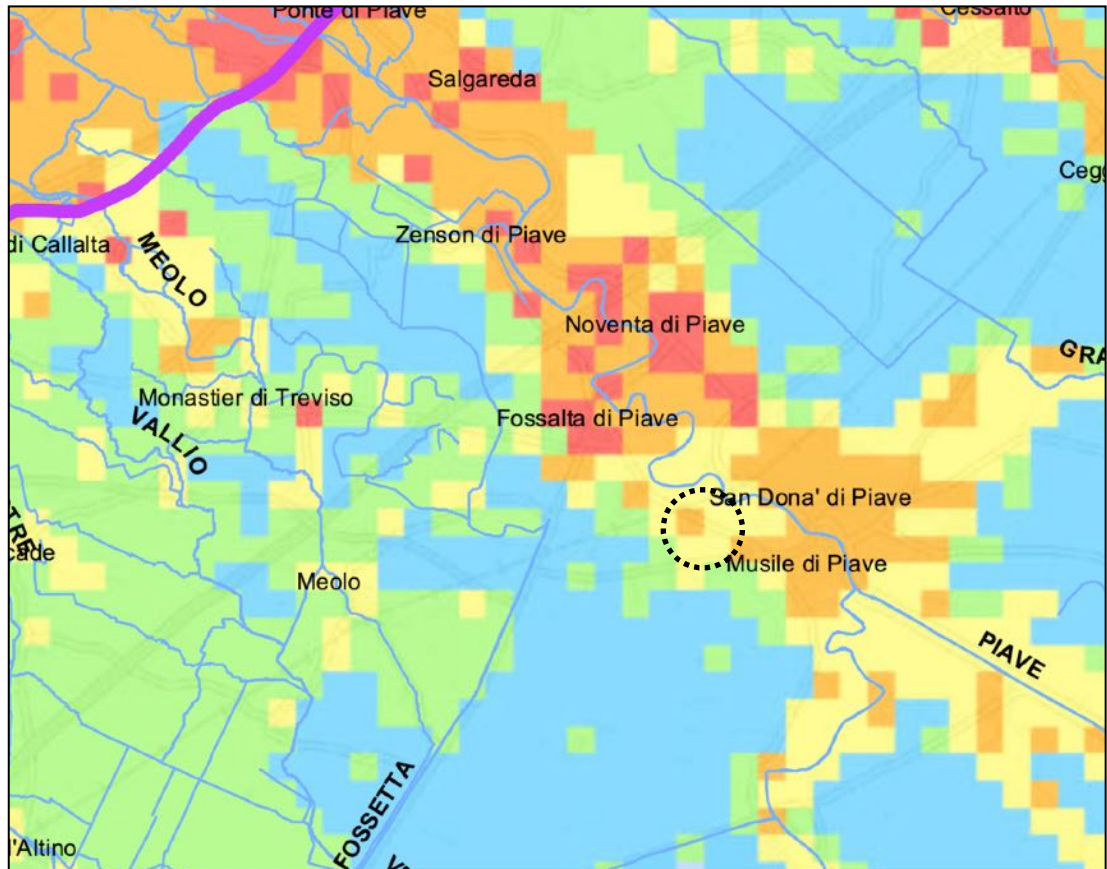 Ponte di Piave
Cessalto
Salgareda
Cegg
Zenson di Piave
di Callalta
MEOLO
Noventa di Piave
GRA
Monastier di Treviso
Fossalta di Piave
VALLIO
San Dona' di Piave
TRE
cade
Musile di Piave
Meolo
PIAVE
FOSSETTA
l'Altino